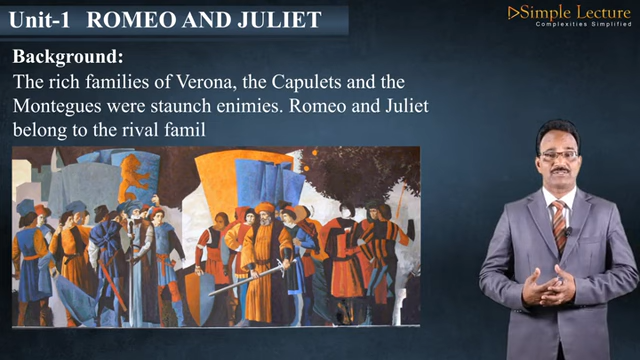 Unit-1 ROMEO AND JULIET
Simple Lecture
Complexities Simplified
Background:
The rich families of Verona, the Capulets and the
Montegues were staunch enimies. Romeo and Juliet
belong to the rival famil